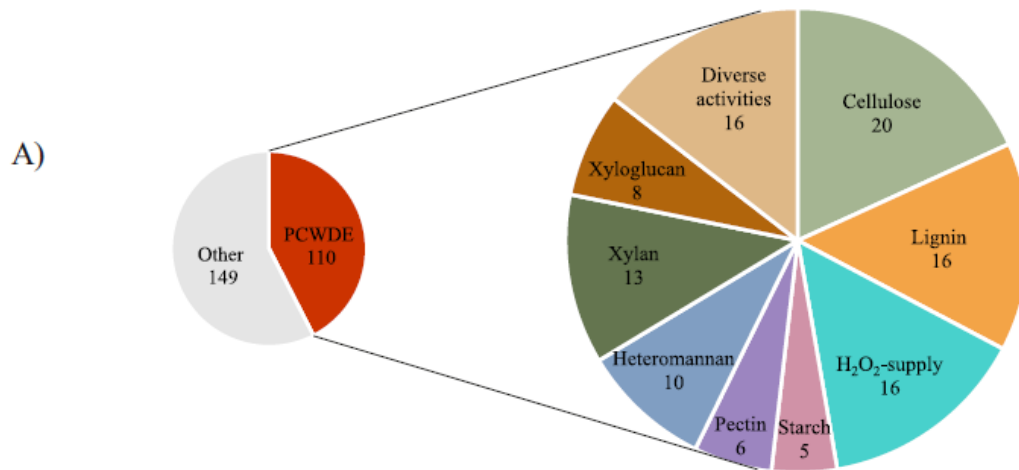 A)
Other
149
PCWDE
110
Diverse
activities
16
Cellulose
20
Xyloglucan
8
Lignin
16
Xylan
13
Heteromannan
10
H₂O₂-supply
16
Pectin
6
Starch
5